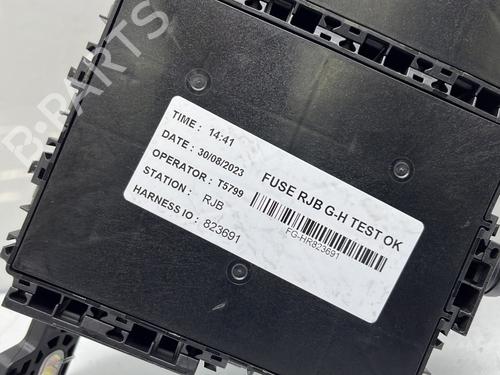 TIME : 14:41
DATE : 30/08/2023
OPERATOR : T5799
STATION : RJB
HARNESS IO : 823691
FUSE RJB G-H TEST OK
FG-HR823691
B-PARTS